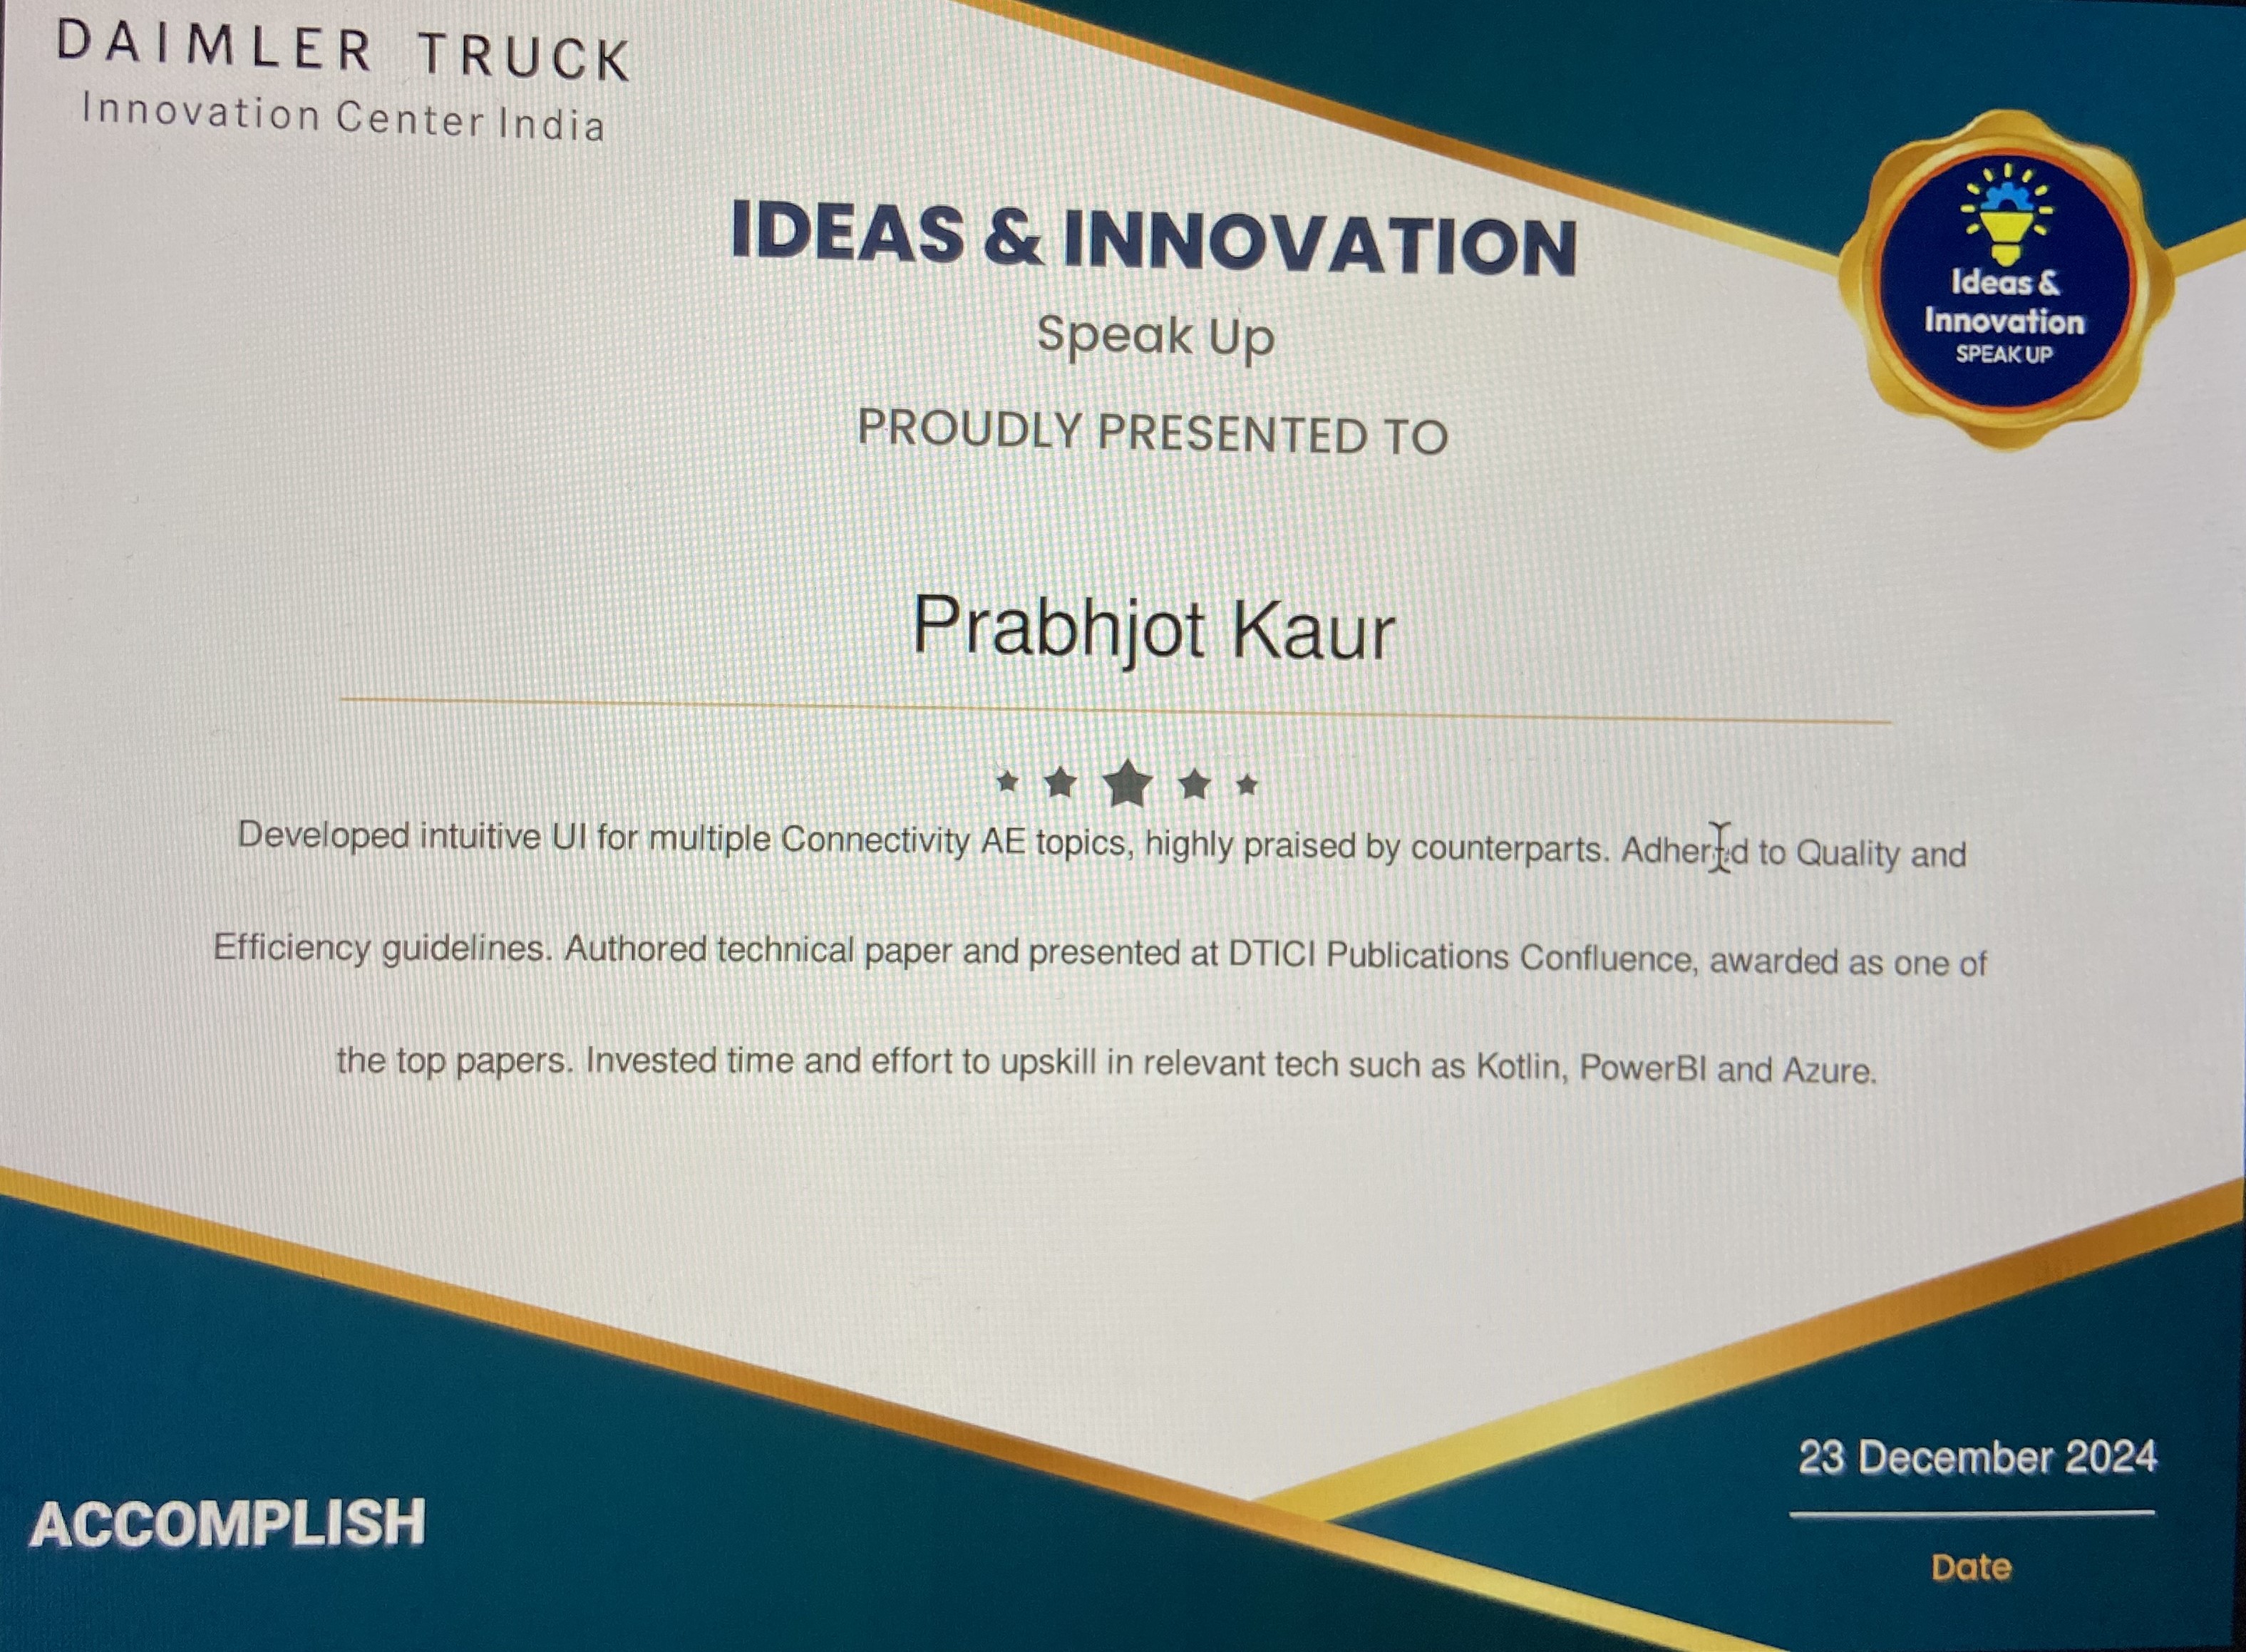 DAIMLER TRUCK
Innovation Center India
IDEAS & INNOVATION
Speak Up
PROUDLY PRESENTED TO
Ideas &
Innovation
SPEAK UP
Prabhjot Kaur
Developed intuitive UI for multiple Connectivity AE topics, highly praised by counterparts. Adhered to Quality and
Efficiency guidelines. Authored technical paper and presented at DTICI Publications Confluence, awarded as one of
the top papers. Invested time and effort to upskill in relevant tech such as Kotlin, PowerBI and Azure.
ACCOMPLISH
23 December 2024
Date